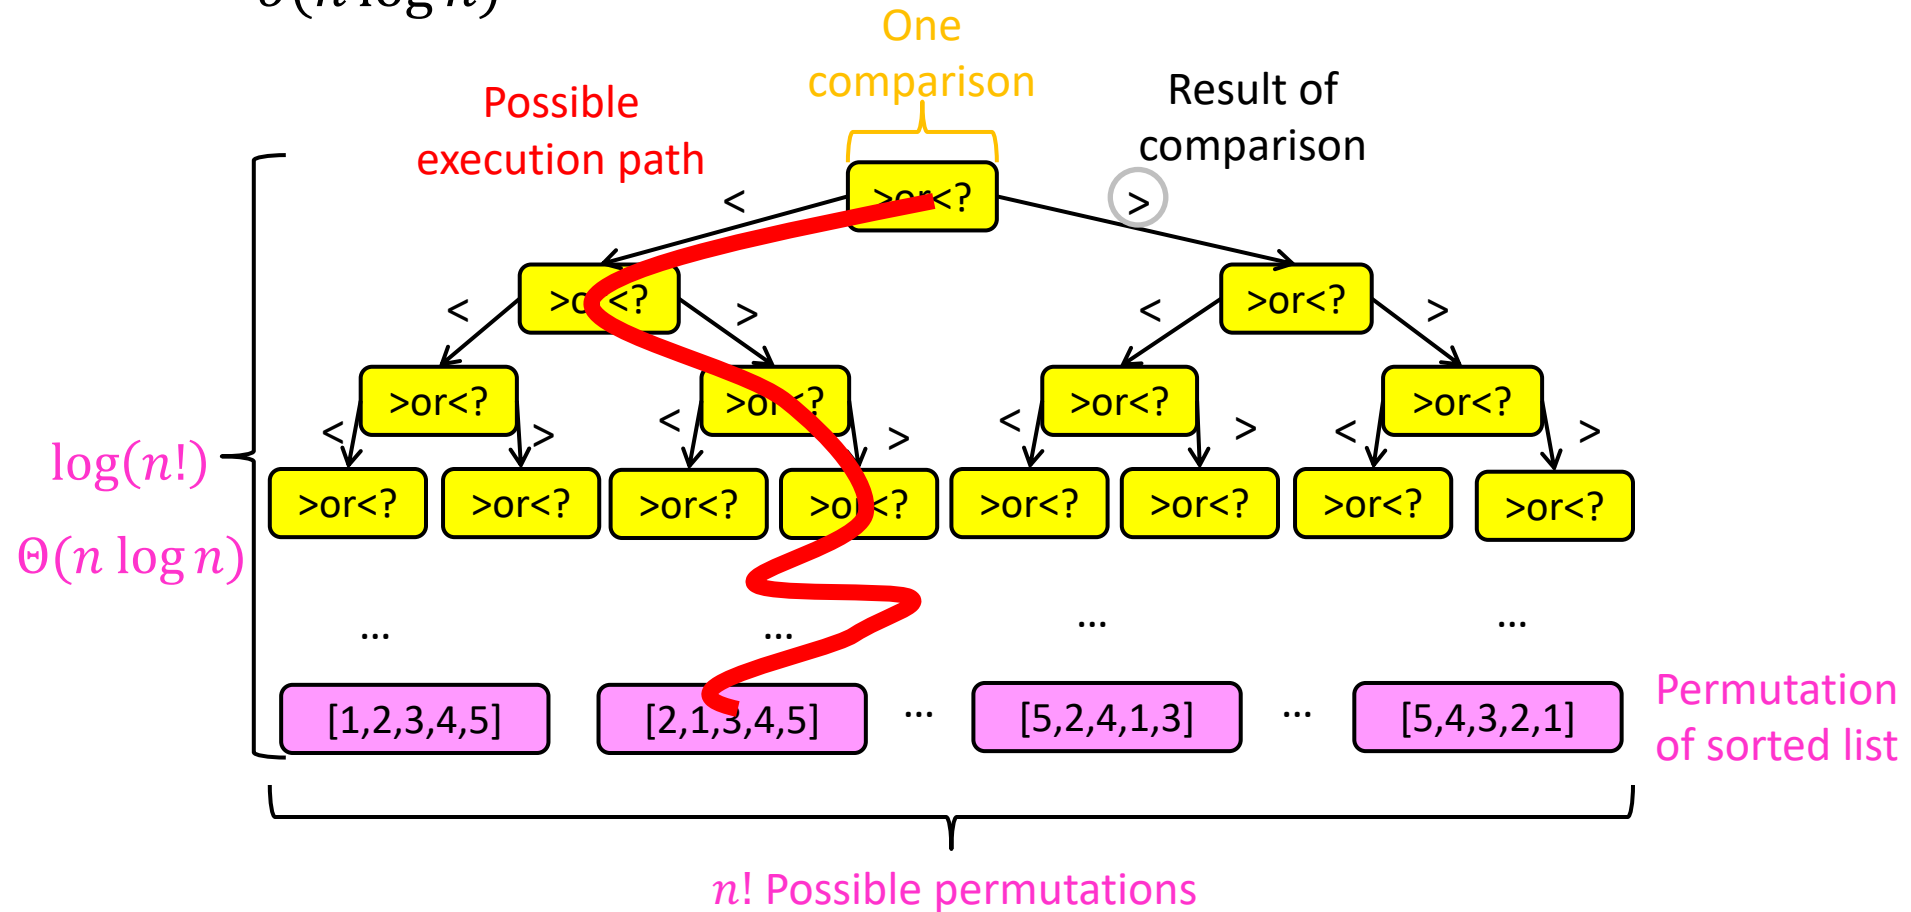 (n log n)
One
comparison
Possible
execution path
Result of
comparison
>or<?
< >
>or<? >or<?
< > < >
>or<? >or<? >or<? >or<?
< > < > < > < >
>or<? >or<? >or<? >or<? >or<? >or<? >or<? >or<?
log(n!)
Θ(n log n)
... ... ... ...
[1,2,3,4,5] [2,1,3,4,5] ... [5,2,4,1,3] ... [5,4,3,2,1]
Permutation
of sorted list
n! Possible permutations